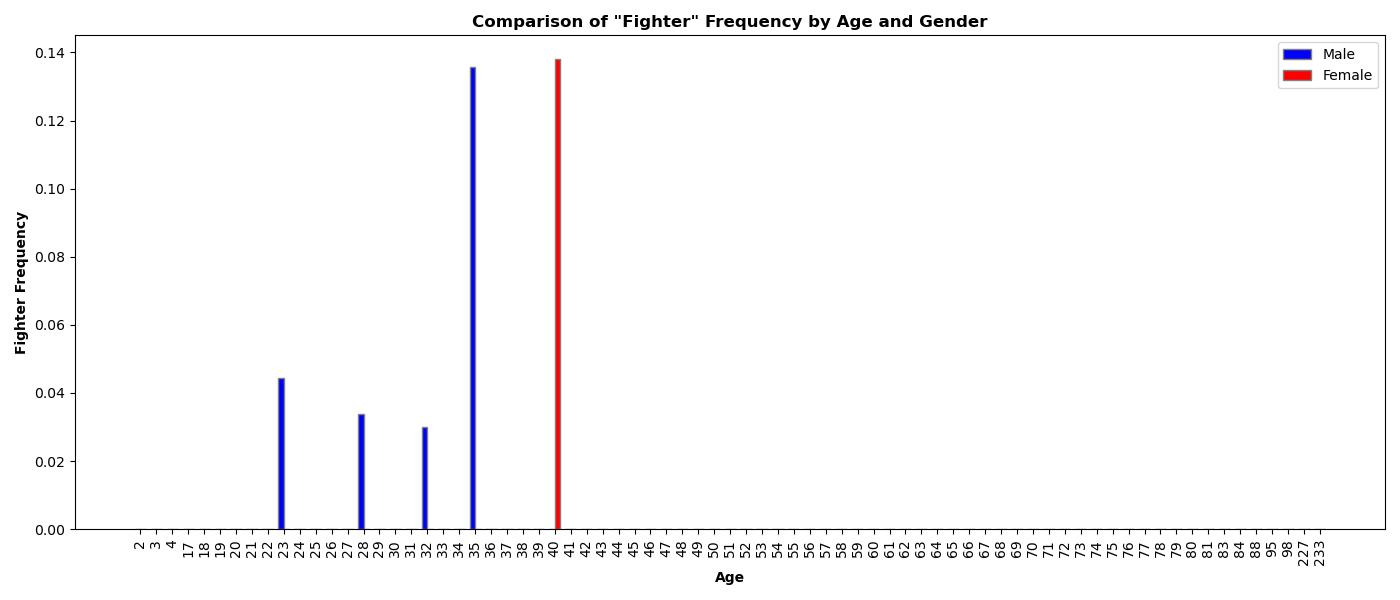 Comparison of "Fighter" Frequency by Age and Gender
Male
Female
Fighter Frequency
0.14
0.12
0.10
0.08
0.06
0.04
0.02
0.00
2 3 4 17 18 19 20 21 22 23 24 25 26 27 28 29 30 31 32 33 34 35 36 37 38 39 40 41 42 43 44 45 46 47 48 49 50 51 52 53 54 55 56 57 58 59 60 61 62 63 64 65 66 67 68 69 70 71 72 73 74 75 76 77 78 79 80 81 83 84 88 95 98 227 233
Age